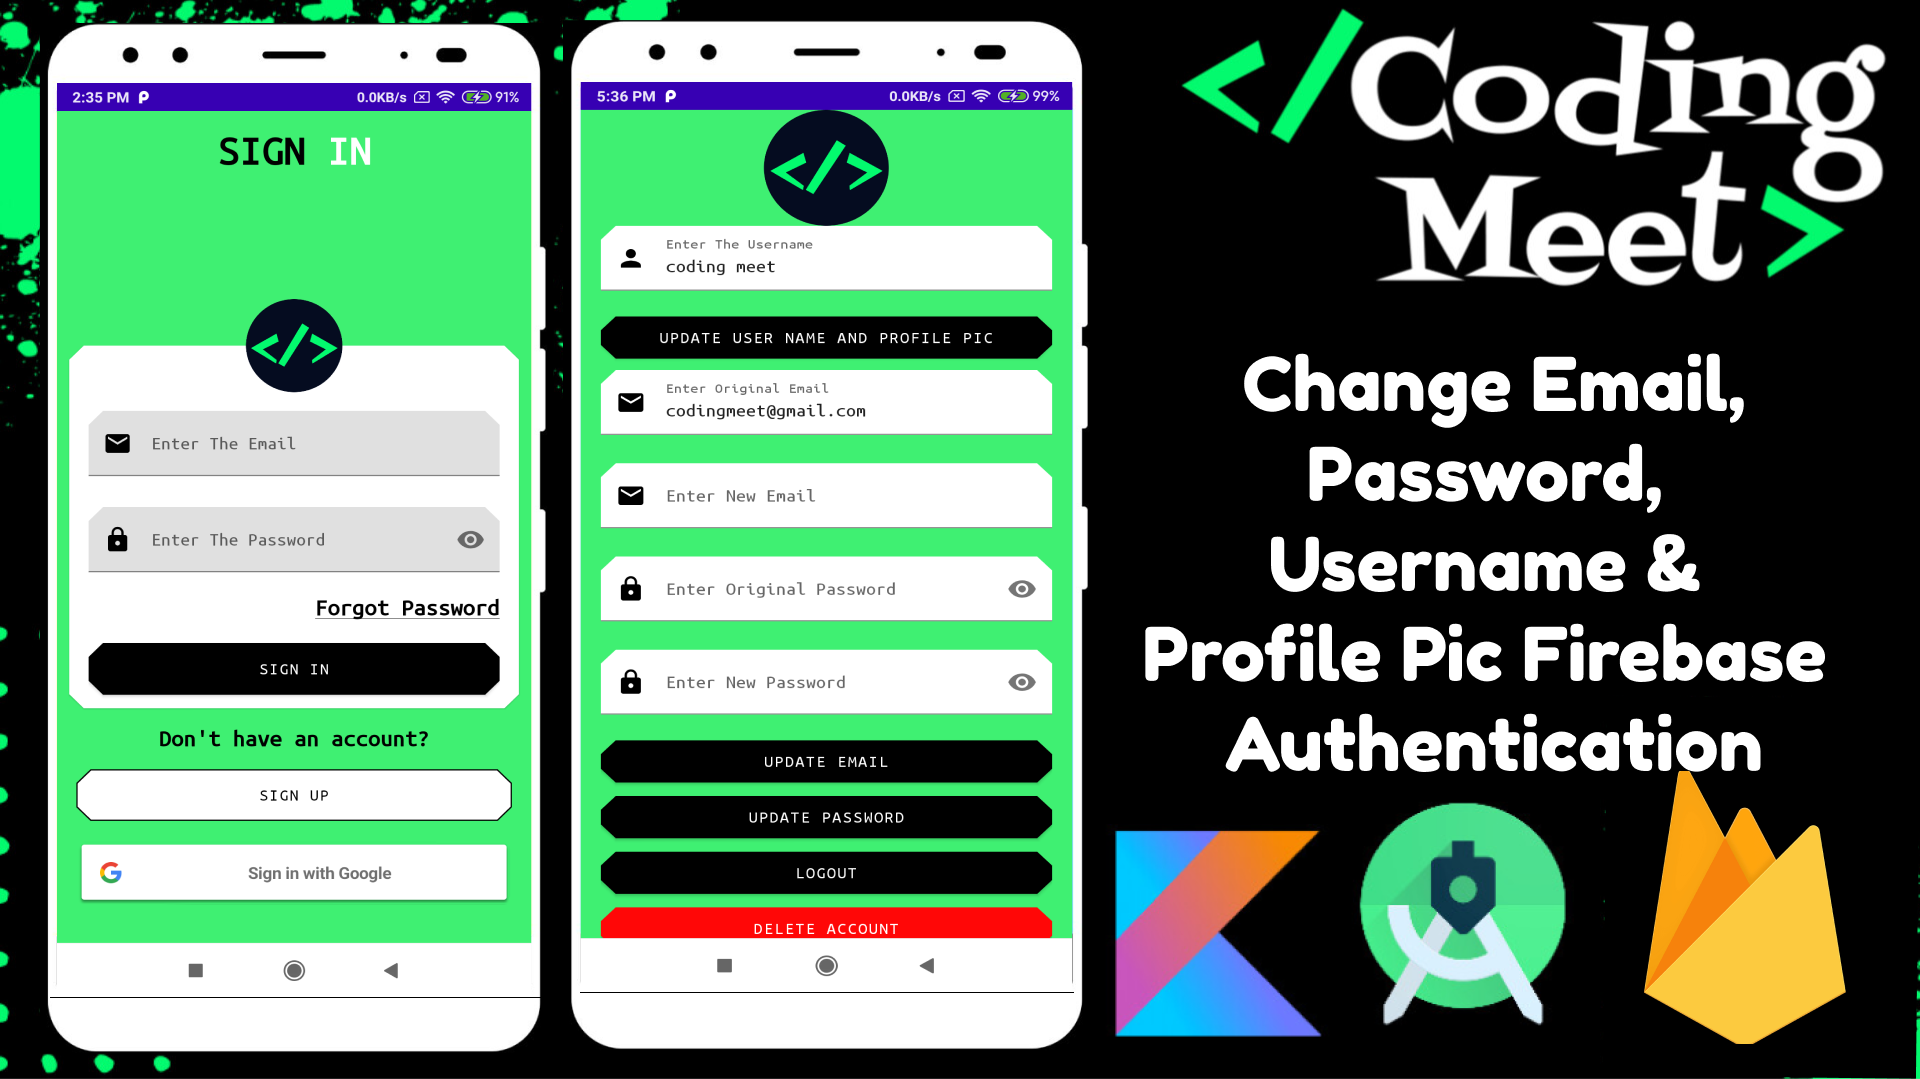 2:35 PM
0.0KB/s
91%
SIGN IN
</>
Enter The Email
Enter The Password
Forgot Password
SIGN IN
Don't have an account?
SIGN UP
Sign in with Google
5:36 PM
0.0KB/s
99%
</>
Enter The Username
coding meet
UPDATE USER NAME AND PROFILE PIC
Enter Original Email
codingmeet@gmail.com
Enter New Email
Enter Original Password
Enter New Password
UPDATE EMAIL
UPDATE PASSWORD
LOGOUT
DELETE ACCOUNT
</Coding
Meet>
Change Email,
Password,
Username &
Profile Pic Firebase
Authentication